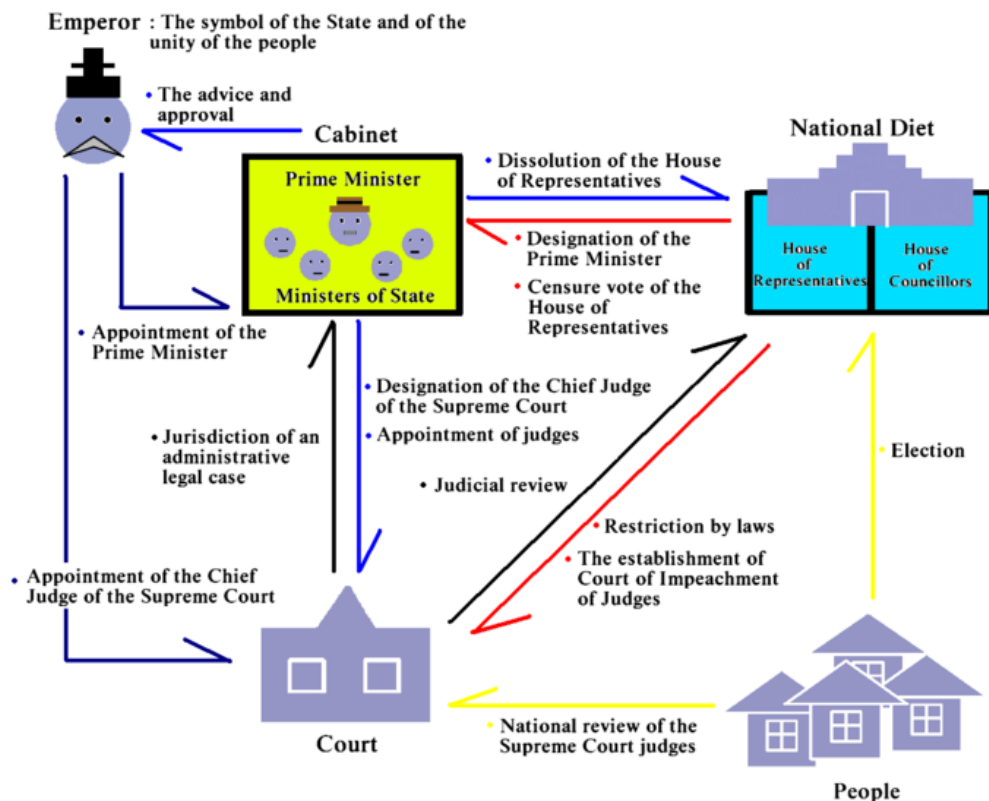 Emperor : The symbol of the State and of the
unity of the people
• The advice and
approval
Cabinet
National Diet
Prime Minister
Ministers of State
• Dissolution of the House
of Representatives
• Designation of the
Prime Minister
• Censure vote of the
House of
Representatives
House
of
Representatives
House
of
Councillors
• Appointment of the
Prime Minister
• Designation of the Chief Judge
of the Supreme Court
• Appointment of judges
• Jurisdiction of an
administrative
legal case
• Judicial review
• Election
• Restriction by laws
• The establishment of
Court of Impeachment
of Judges
• Appointment of the Chief
Judge of the Supreme Court
Court
• National review of the
Supreme Court judges
People